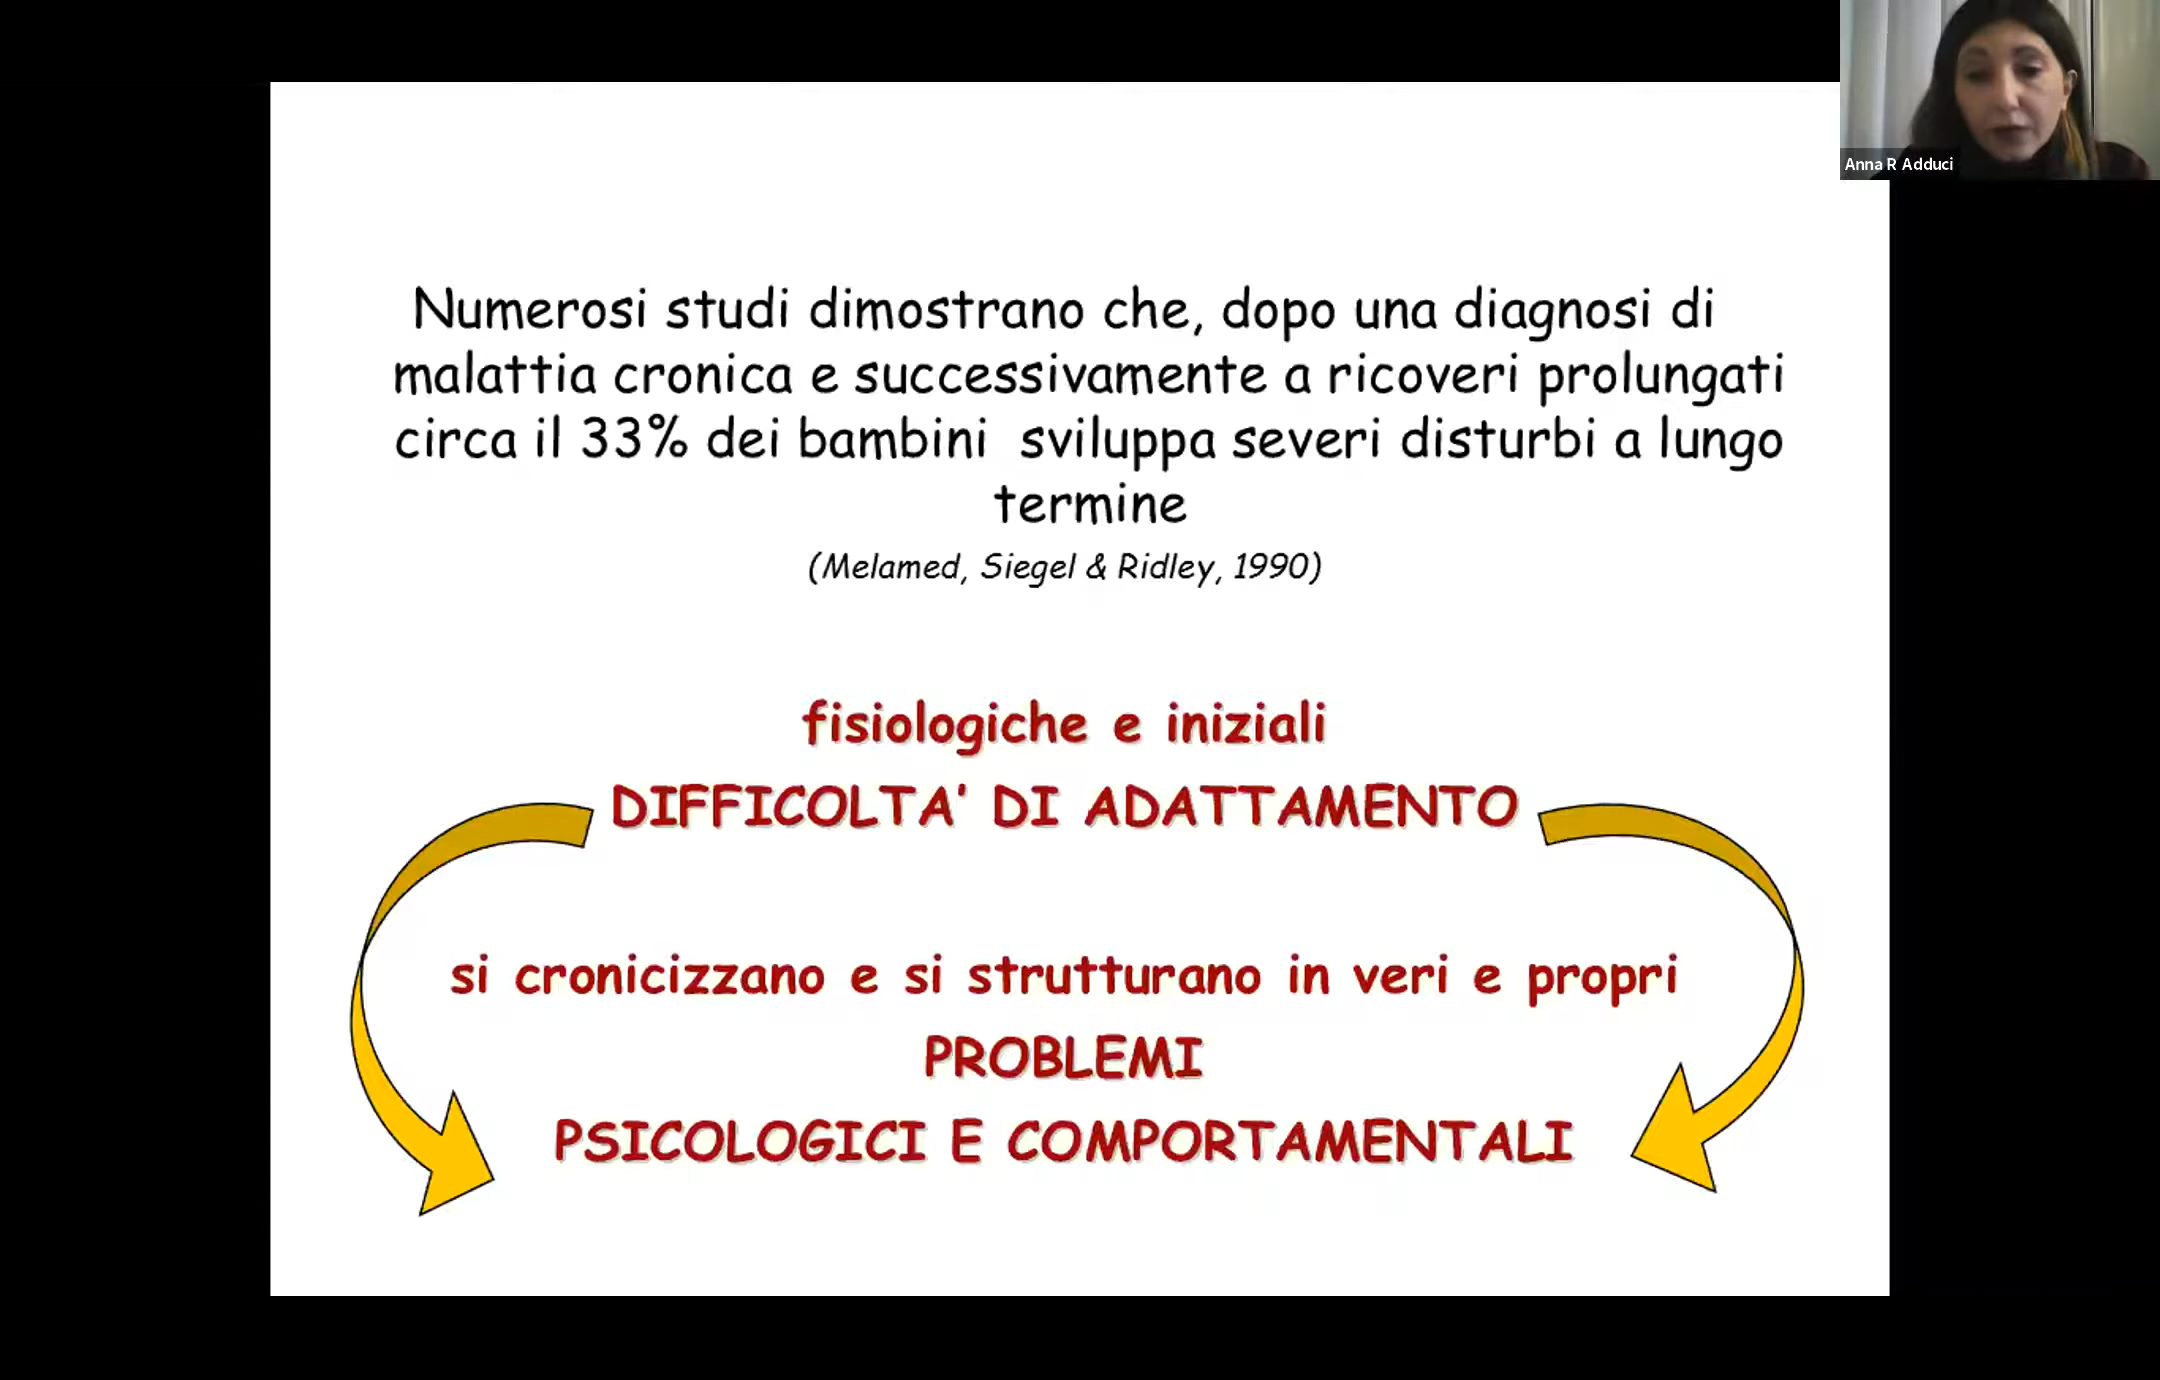 Anna R Adduci
Numerosi studi dimostrano che, dopo una diagnosi di
malattia cronica e successivamente a ricoveri prolungati
circa il 33% dei bambini sviluppa severi disturbi a lungo
termine
(Melamed, Siegel & Ridley, 1990)
fisiologiche e iniziali
DIFFICOLTA' DI ADATTAMENTO
si cronicizzano e si strutturano in veri e propri
PROBLEMI
PSICOLOGICI E COMPORTAMENTALI